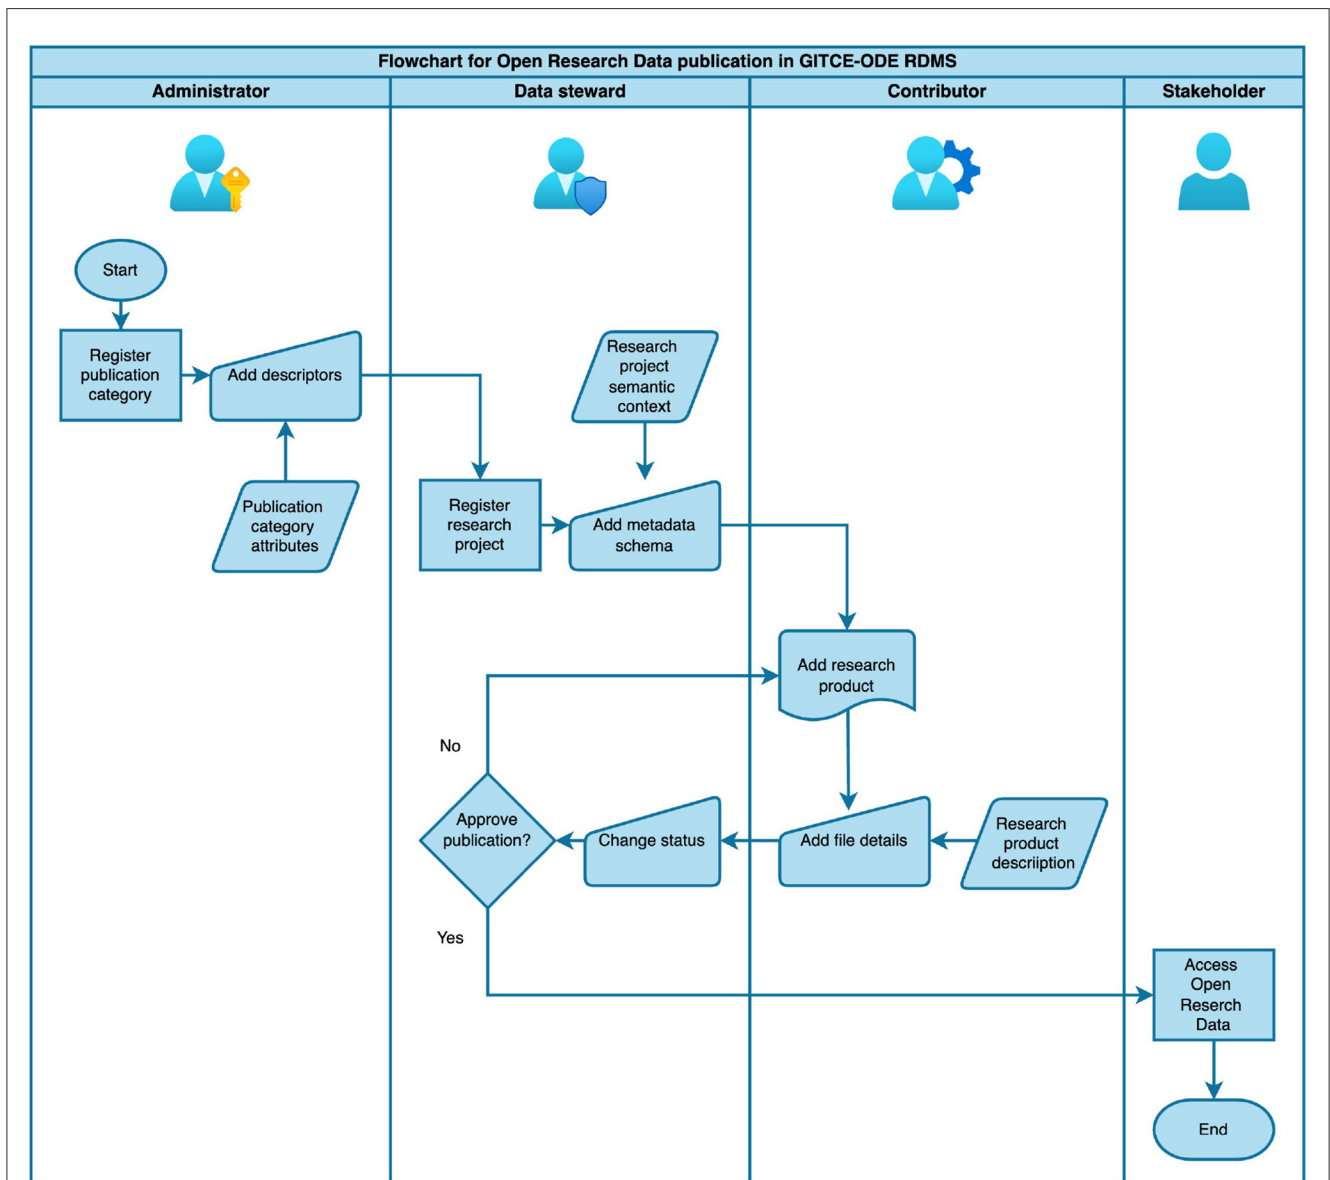 Flowchart for Open Research Data publication in GITCE-ODE RDMS
Administrator
Data steward
Contributor
Stakeholder
Start
Register
publication
category
Add descriptors
Publication
category
attributes
Research
project
semantic
context
Register
research
project
Add metadata
schema
Add research
product
No
Approve
publication?
Change status
Add file details
Research
product
descriiption
Yes
Access
Open
Reserch
Data
End